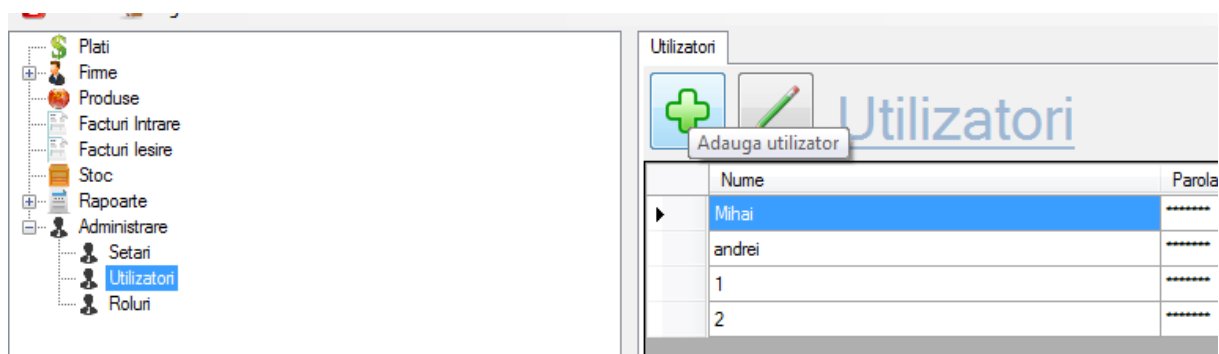 Plati
Firme
Produse
Facturi Intrare
Facturi Iesire
Stoc
Rapoarte
Administrare
Setari
Utilizatori
Roluri
Utilizatori
Utilizatori
Adauga utilizator
Nume Parola
Mihai *******
andrei *******
1 *******
2 *******